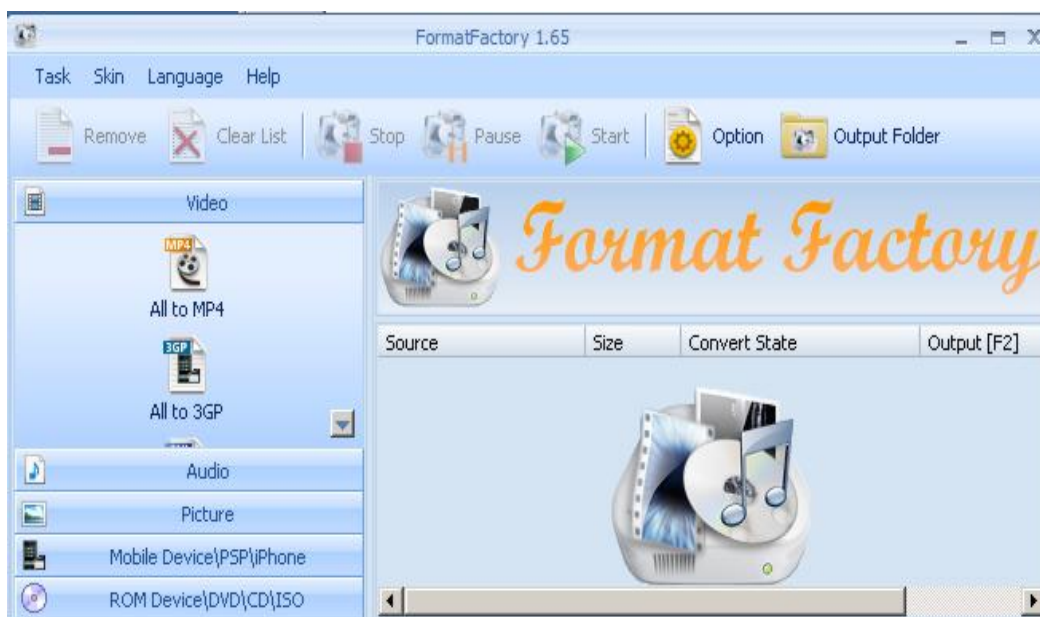 FormatFactory 1.65
Task Skin Language Help
Remove Clear List Stop Pause Start Option Output Folder
Video
MP4
All to MP4
3GP
All to 3GP
Audio
Picture
Mobile Device\PSP\iPhone
ROM Device\DVD\CD\ISO
Format Factory
Source Size Convert State Output [F2]